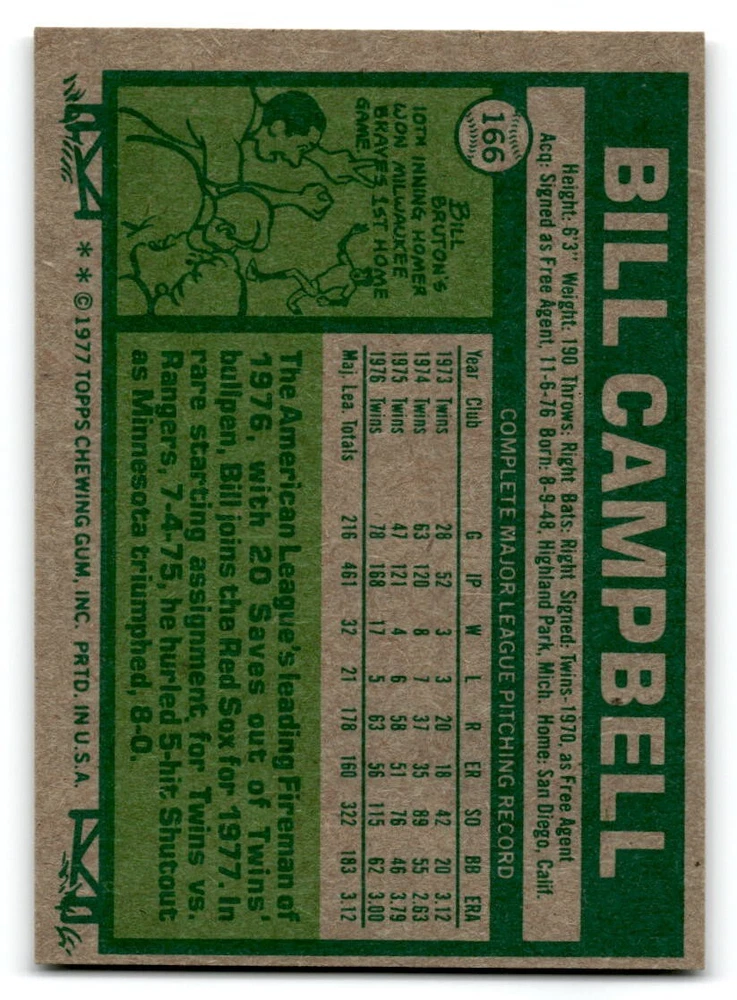 166
BILL CAMPBELL
Height: 6'3" Weight: 190 Throws: Right Bats: Right Signed: Twins-1970, as Free Agent
Acq: Signed as Free Agent, 11-6-76 Born: 8-9-48, Highland Park, Mich. Home: San Diego, Calif.
COMPLETE MAJOR LEAGUE PITCHING RECORD
Year Club G IP W L R ER SO BB ERA
1973 Twins 28 52 3 3 20 18 42 20 3.12
1974 Twins 63 120 8 7 37 35 89 55 2.63
1975 Twins 47 121 4 6 58 51 76 46 3.79
1976 Twins 78 168 17 5 63 56 115 62 3.00
Maj. Lea. Totals 216 461 32 21 178 160 322 183 3.12
BILL
BRUTON'S
10TH INNING HOMER
WON MILWAUKEE
BRAVES 1ST HOME
GAME
The American League's leading Fireman of
1976, with 20 Saves out of Twins'
bullpen, Bill joins the Red Sox for 1977. In
rare starting assignment, for Twins vs.
Rangers, 7-4-75, he hurled 5-hit Shutout
as Minnesota triumphed, 8-0.
* * © 1977 TOPPS CHEWING GUM, INC. PRTD. IN U.S.A.